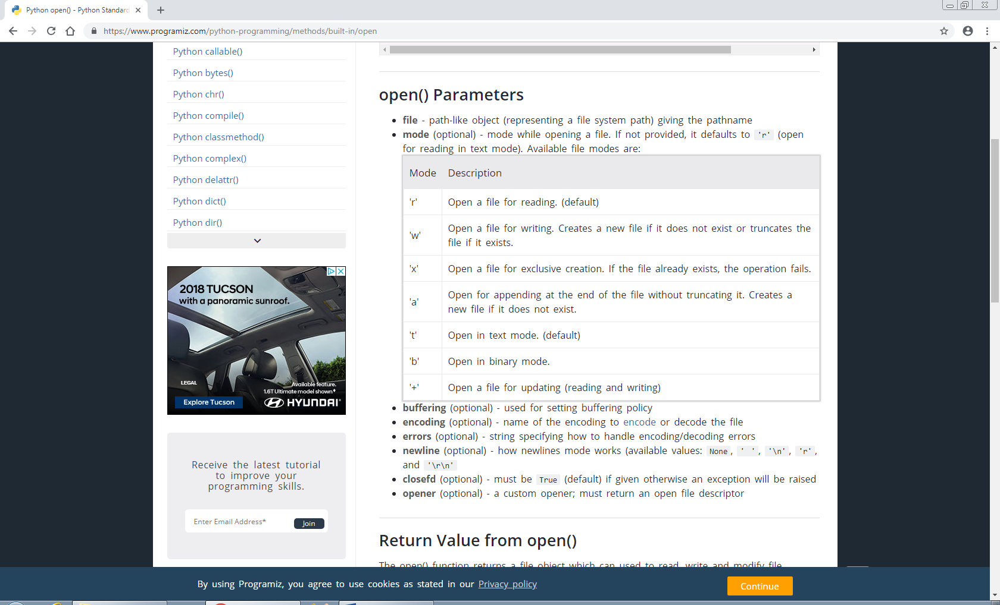 Python open() - Python Standard
https://www.programiz.com/python-programming/methods/built-in/open
Python callable()
Python bytes()
Python chr()
Python compile()
Python classmethod()
Python complex()
Python delattr()
Python dict()
Python dir()
2018 TUCSON
with a panoramic sunroof.
LEGAL
Available feature.
1.6T Ultimate model shown♦
Explore Tucson
HYUNDAI
Receive the latest tutorial
to improve your
programming skills.
Enter Email Address*
Join
open() Parameters
• file - path-like object (representing a file system path) giving the pathname
• mode (optional) - mode while opening a file. If not provided, it defaults to 'r' (open
for reading in text mode). Available file modes are:
Mode Description
'r' Open a file for reading. (default)
'w' Open a file for writing. Creates a new file if it does not exist or truncates the
file if it exists.
'x' Open a file for exclusive creation. If the file already exists, the operation fails.
'a' Open for appending at the end of the file without truncating it. Creates a
new file if it does not exist.
't' Open in text mode. (default)
'b' Open in binary mode.
'+' Open a file for updating (reading and writing)
• buffering (optional) - used for setting buffering policy
• encoding (optional) - name of the encoding to encode or decode the file
• errors (optional) - string specifying how to handle encoding/decoding errors
• newline (optional) - how newlines mode works (available values: None, ' ', '\n', 'r',
and '\r\n'
• closefd (optional) - must be True (default) if given otherwise an exception will be raised
• opener (optional) - a custom opener; must return an open file descriptor
Return Value from open()
The open() function returns a file object which can used to read, write and modify file.
By using Programiz, you agree to use cookies as stated in our Privacy policy
Continue